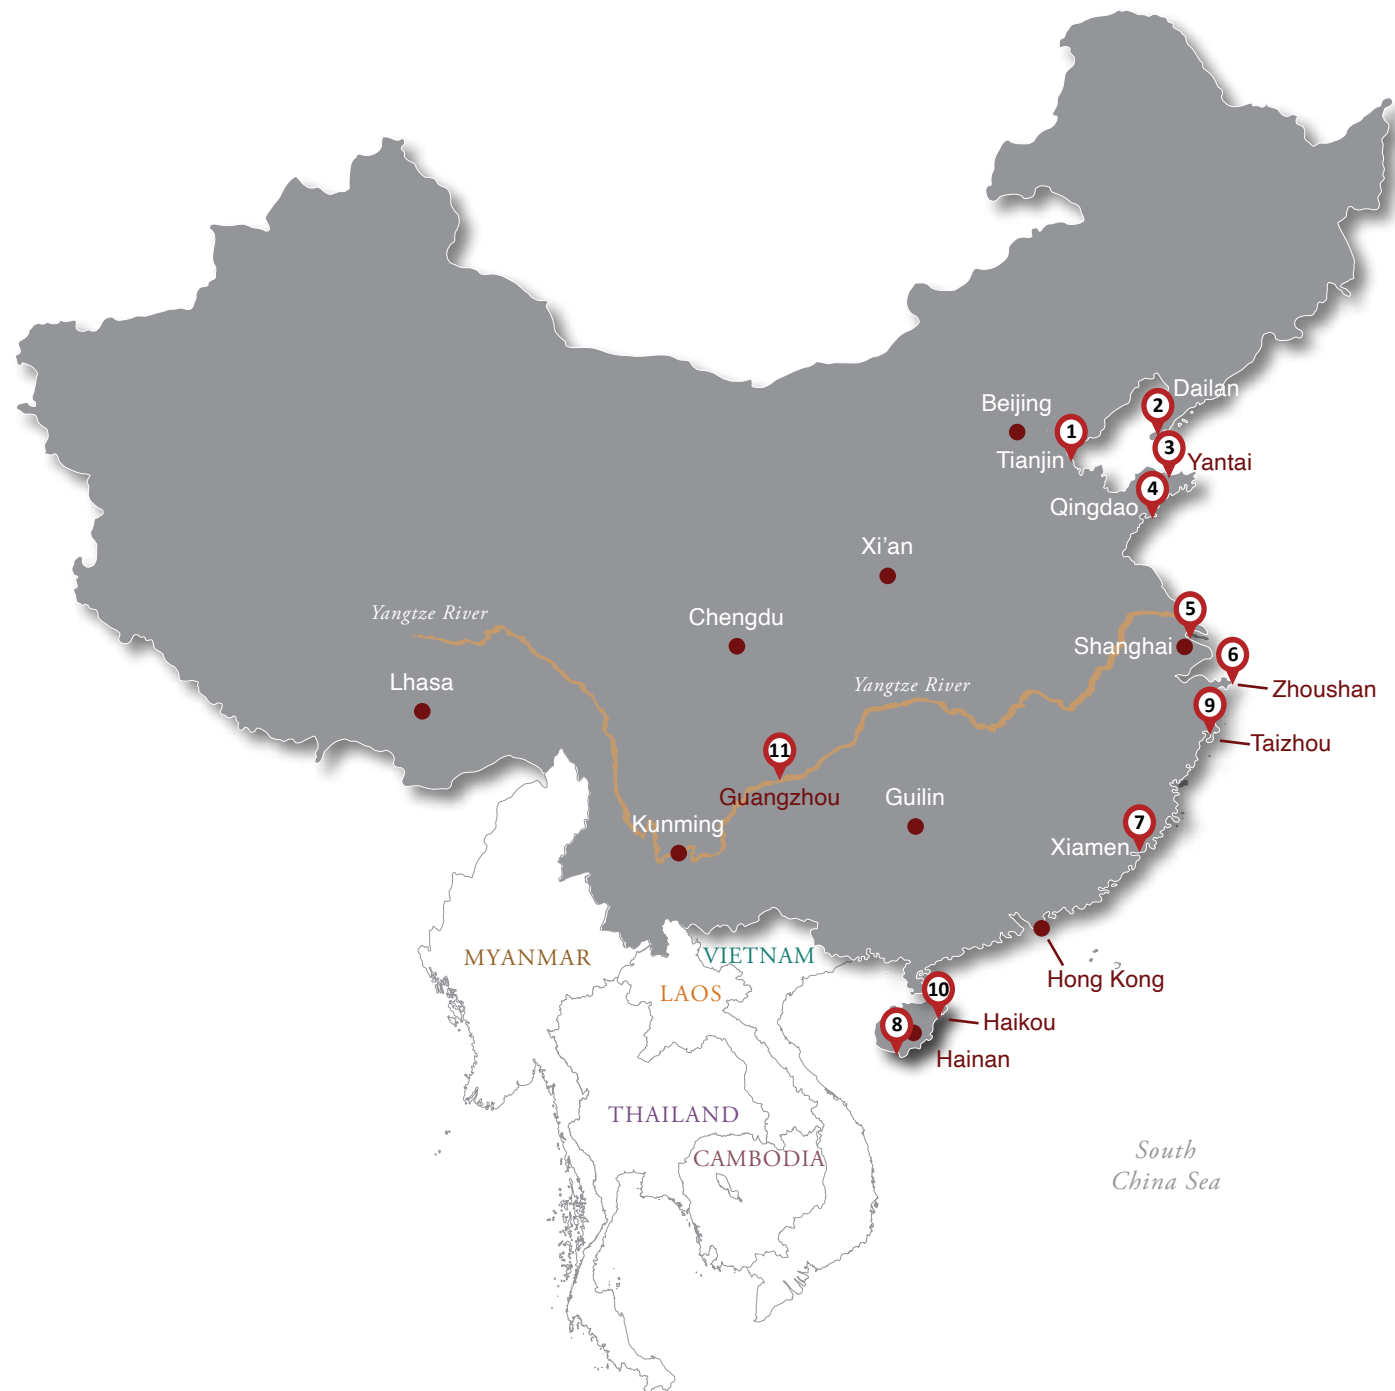 Dailan
2
Beijing
1
3
Tianjin
Yantai
4
Qingdao
Xi’an
5
Yangtze River
Chengdu
Shanghai
6
Lhasa
Yangtze River
Zhoushan
9
Taizhou
11
Guangzhou
Guilin
Kunming
7
Xiamen
MYANMAR
VIETNAM
LAOS
Hong Kong
10
Haikou
8
Hainan
THAILAND
CAMBODIA
South
China Sea